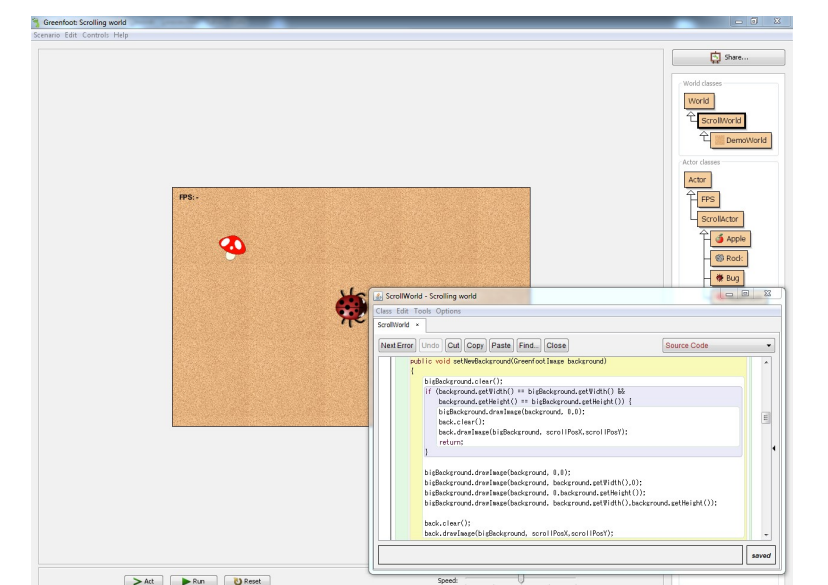 Greenfoot: Scrolling world
Scenario Edit Controls Help
Share...
World classes
World
ScrollWorld
DemoWorld
Actor classes
Actor
FPS
ScrollActor
Apple
Rock
Bug
FPS: -
ScrollWorld - Scrolling world
Class Edit Tools Options
ScrollWorld ×
Next Error Undo Cut Copy Paste Find... Close Source Code
public void setNewBackground(GreenfootImage background)
{
bigBackground.clear();
if (background.getWidth() == bigBackground.getWidth() &&
background.getHeight() == bigBackground.getHeight()) {
bigBackground.drawImage(background, 0,0);
back.clear();
back.drawImage(bigBackground, scrollPosX,scrollPosY);
return;
}
bigBackground.drawImage(background, 0,0);
bigBackground.drawImage(background, background.getWidth(),0);
bigBackground.drawImage(background, 0,background.getHeight());
bigBackground.drawImage(background, background.getWidth(),background.getHeight());
back.clear();
back.drawImage(bigBackground, scrollPosX,scrollPosY);
saved
Act Run Reset Speed: